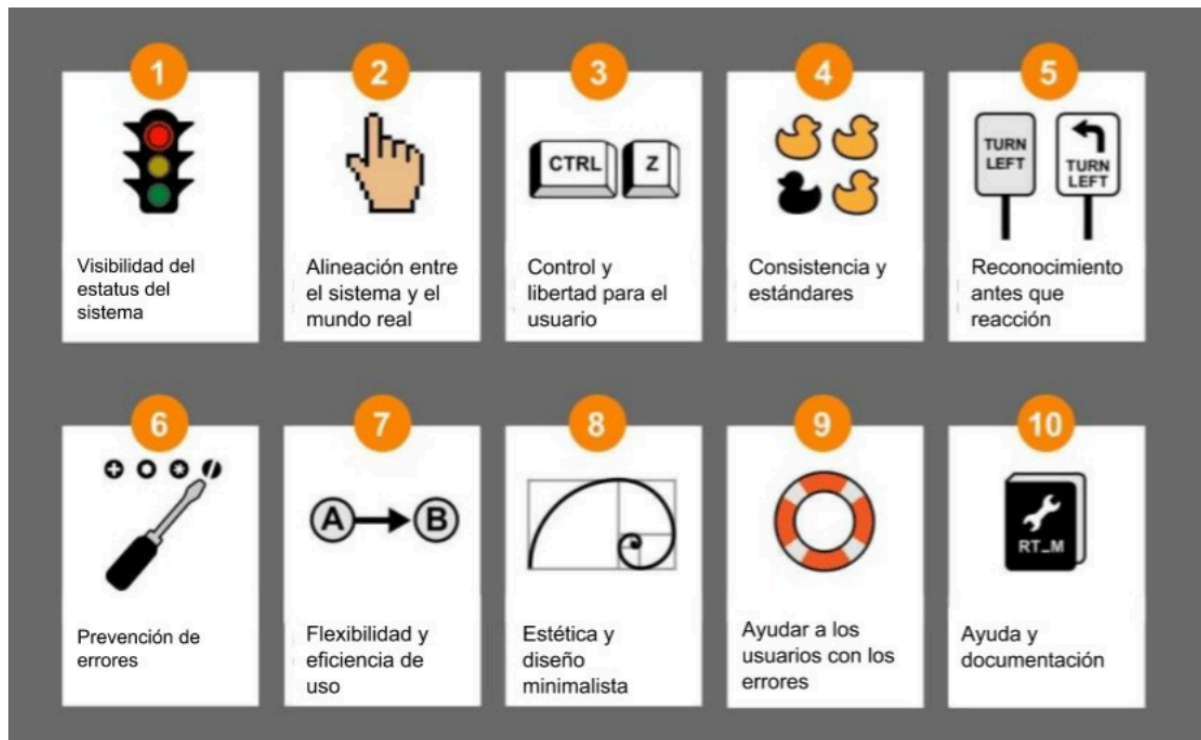 1
Visibilidad del
estatus del
sistema
2
Alineación entre
el sistema y el
mundo real
3
CTRL Z
Control y
libertad para el
usuario
4
Consistencia y
estándares
5
TURN
LEFT
TURN
LEFT
Reconocimiento
antes que
reacción
6
Prevención de
errores
7
A B
Flexibilidad y
eficiencia de
uso
8
Estética y
diseño
minimalista
9
Ayudar a los
usuarios con los
errores
10
RT_M
Ayuda y
documentación